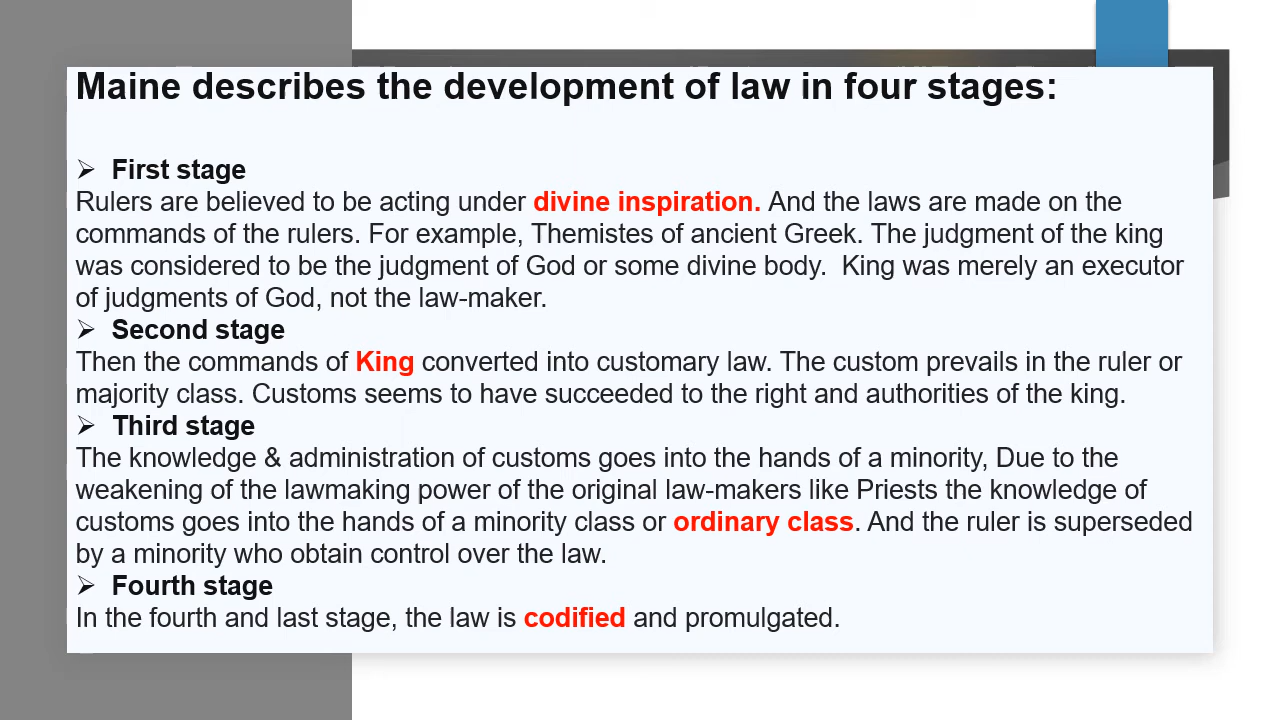 Maine describes the development of law in four stages:
➢ First stage
Rulers are believed to be acting under divine inspiration. And the laws are made on the
commands of the rulers. For example, Themistes of ancient Greek. The judgment of the king
was considered to be the judgment of God or some divine body.  King was merely an executor
of judgments of God, not the law-maker.
➢ Second stage
Then the commands of King converted into customary law. The custom prevails in the ruler or
majority class. Customs seems to have succeeded to the right and authorities of the king.
➢ Third stage
The knowledge & administration of customs goes into the hands of a minority, Due to the
weakening of the lawmaking power of the original law-makers like Priests the knowledge of
customs goes into the hands of a minority class or ordinary class. And the ruler is superseded
by a minority who obtain control over the law.
➢ Fourth stage
In the fourth and last stage, the law is codified and promulgated.